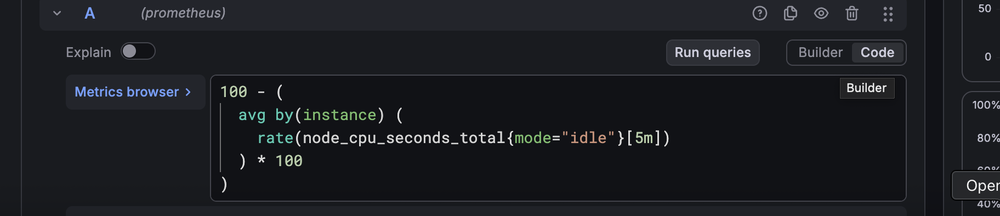 A (prometheus)
50
Explain Run queries Builder Code
0
Metrics browser >
100 - (
Builder
avg by(instance) (
rate(node_cpu_seconds_total{mode="idle"}[5m])
) * 100
)
100%
80%
60%
Oper
40%